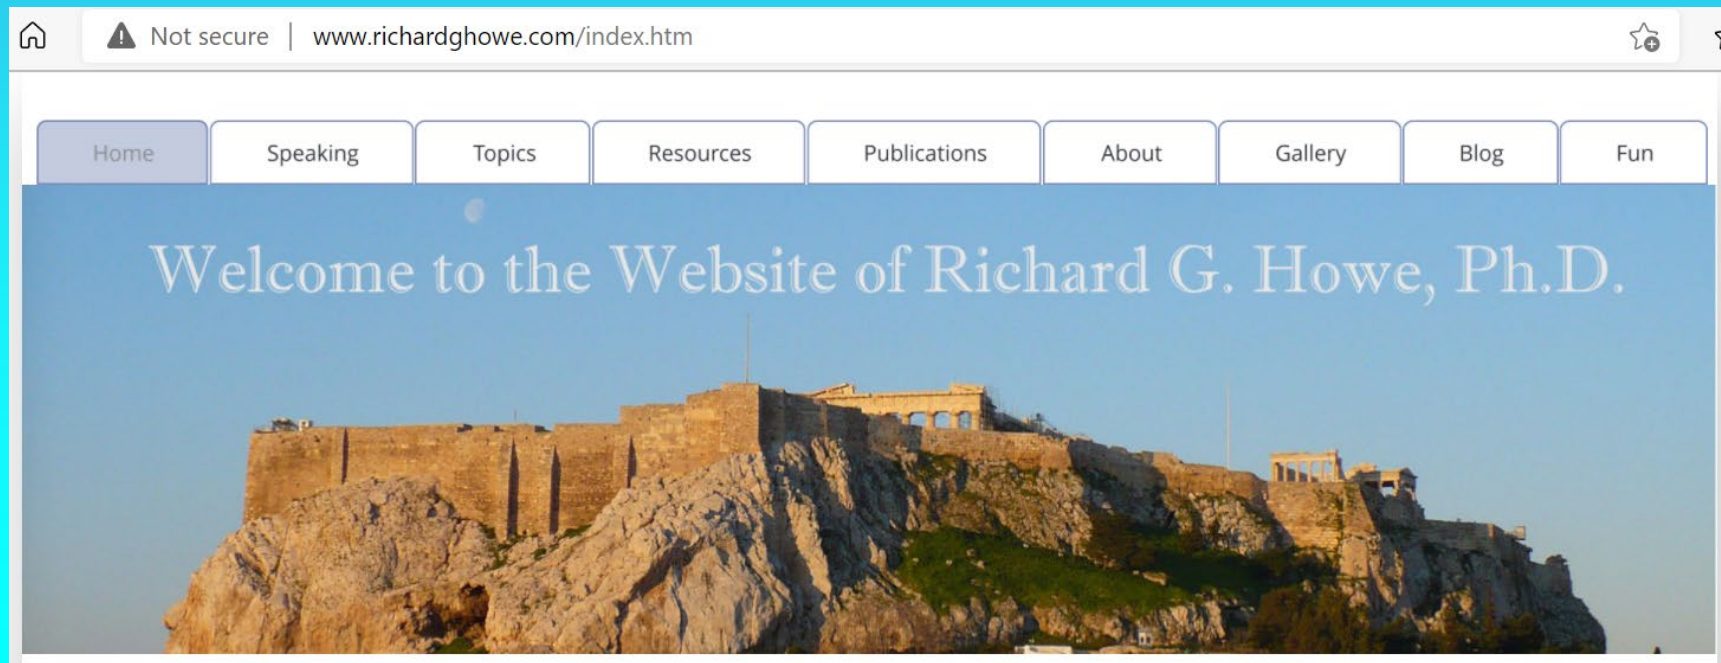 Not secure | www.richardghowe.com/index.htm
Home Speaking Topics Resources Publications About Gallery Blog Fun
Welcome to the Website of Richard G. Howe, Ph.D.